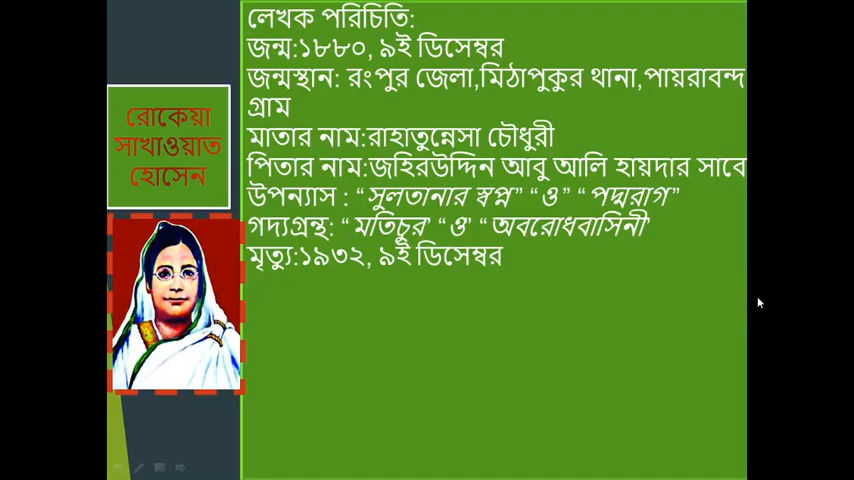 রোকেয়া
সাখাওয়াত
হোসেন
লেখক পরিচিতি:
জন্ম:১৮৮০, ৯ই ডিসেম্বর
জন্মস্থান: রংপুর জেলা,মিঠাপুকুর থানা,পায়রাবন্দ
গ্রাম
মাতার নাম:রাহাতুন্নেসা চৌধুরী
পিতার নাম:জহিরউদ্দিন আবু আলি হায়দার সাবে
উপন্যাস : “সুলতানার স্বপ্ন” “ও” “পদ্মরাগ”
গদ্যগ্রন্থ: “মতিচুর’ “ও’ “অবরোধবাসিনী’
মৃত্যু:১৯৩২, ৯ই ডিসেম্বর